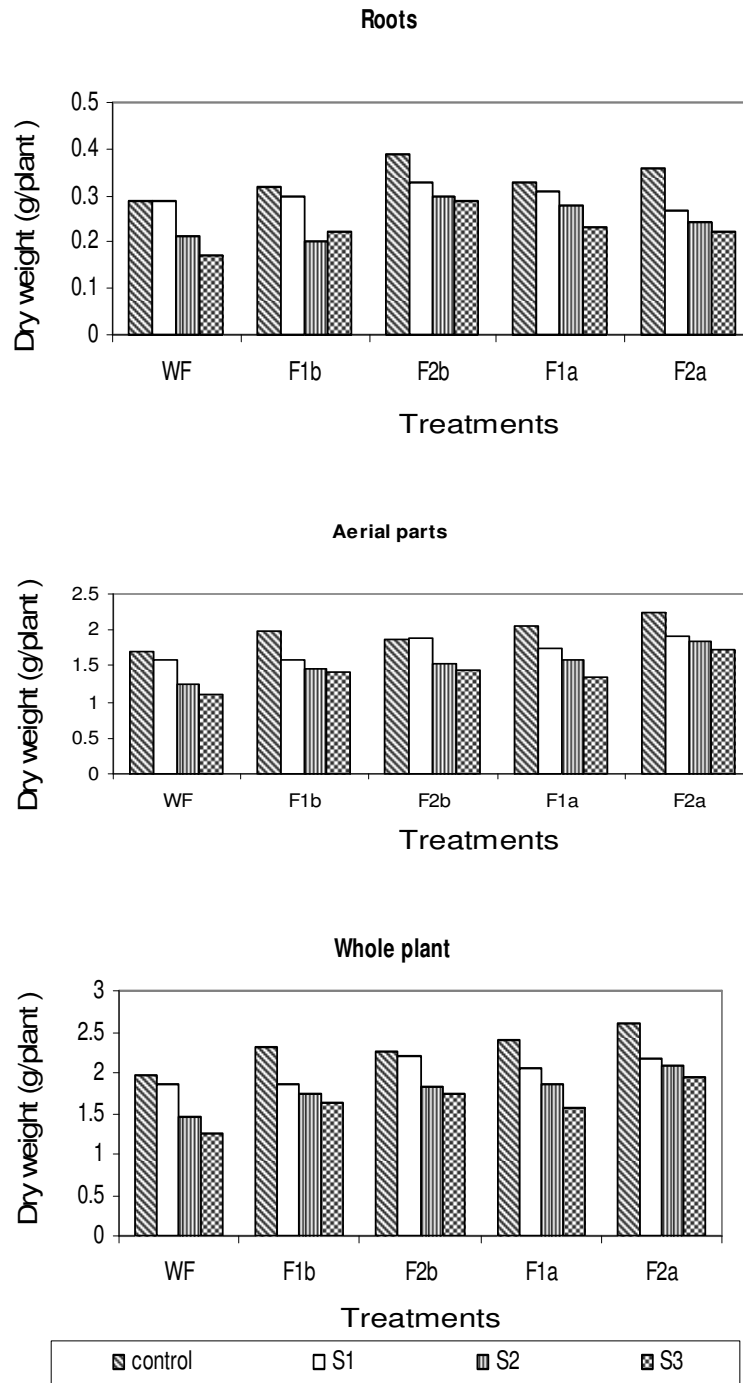 Roots
Dry weight (g/plant )
0.5
0.4
0.3
0.2
0.1
0
WF F1b F2b F1a F2a
Treatments
Aerial parts
Dry weight (g/plant )
2.5
2
1.5
1
0.5
0
WF F1b F2b F1a F2a
Treatments
Whole plant
Dry weight (g/plant )
3
2.5
2
1.5
1
0.5
0
WF F1b F2b F1a F2a
Treatments
control S1 S2 S3